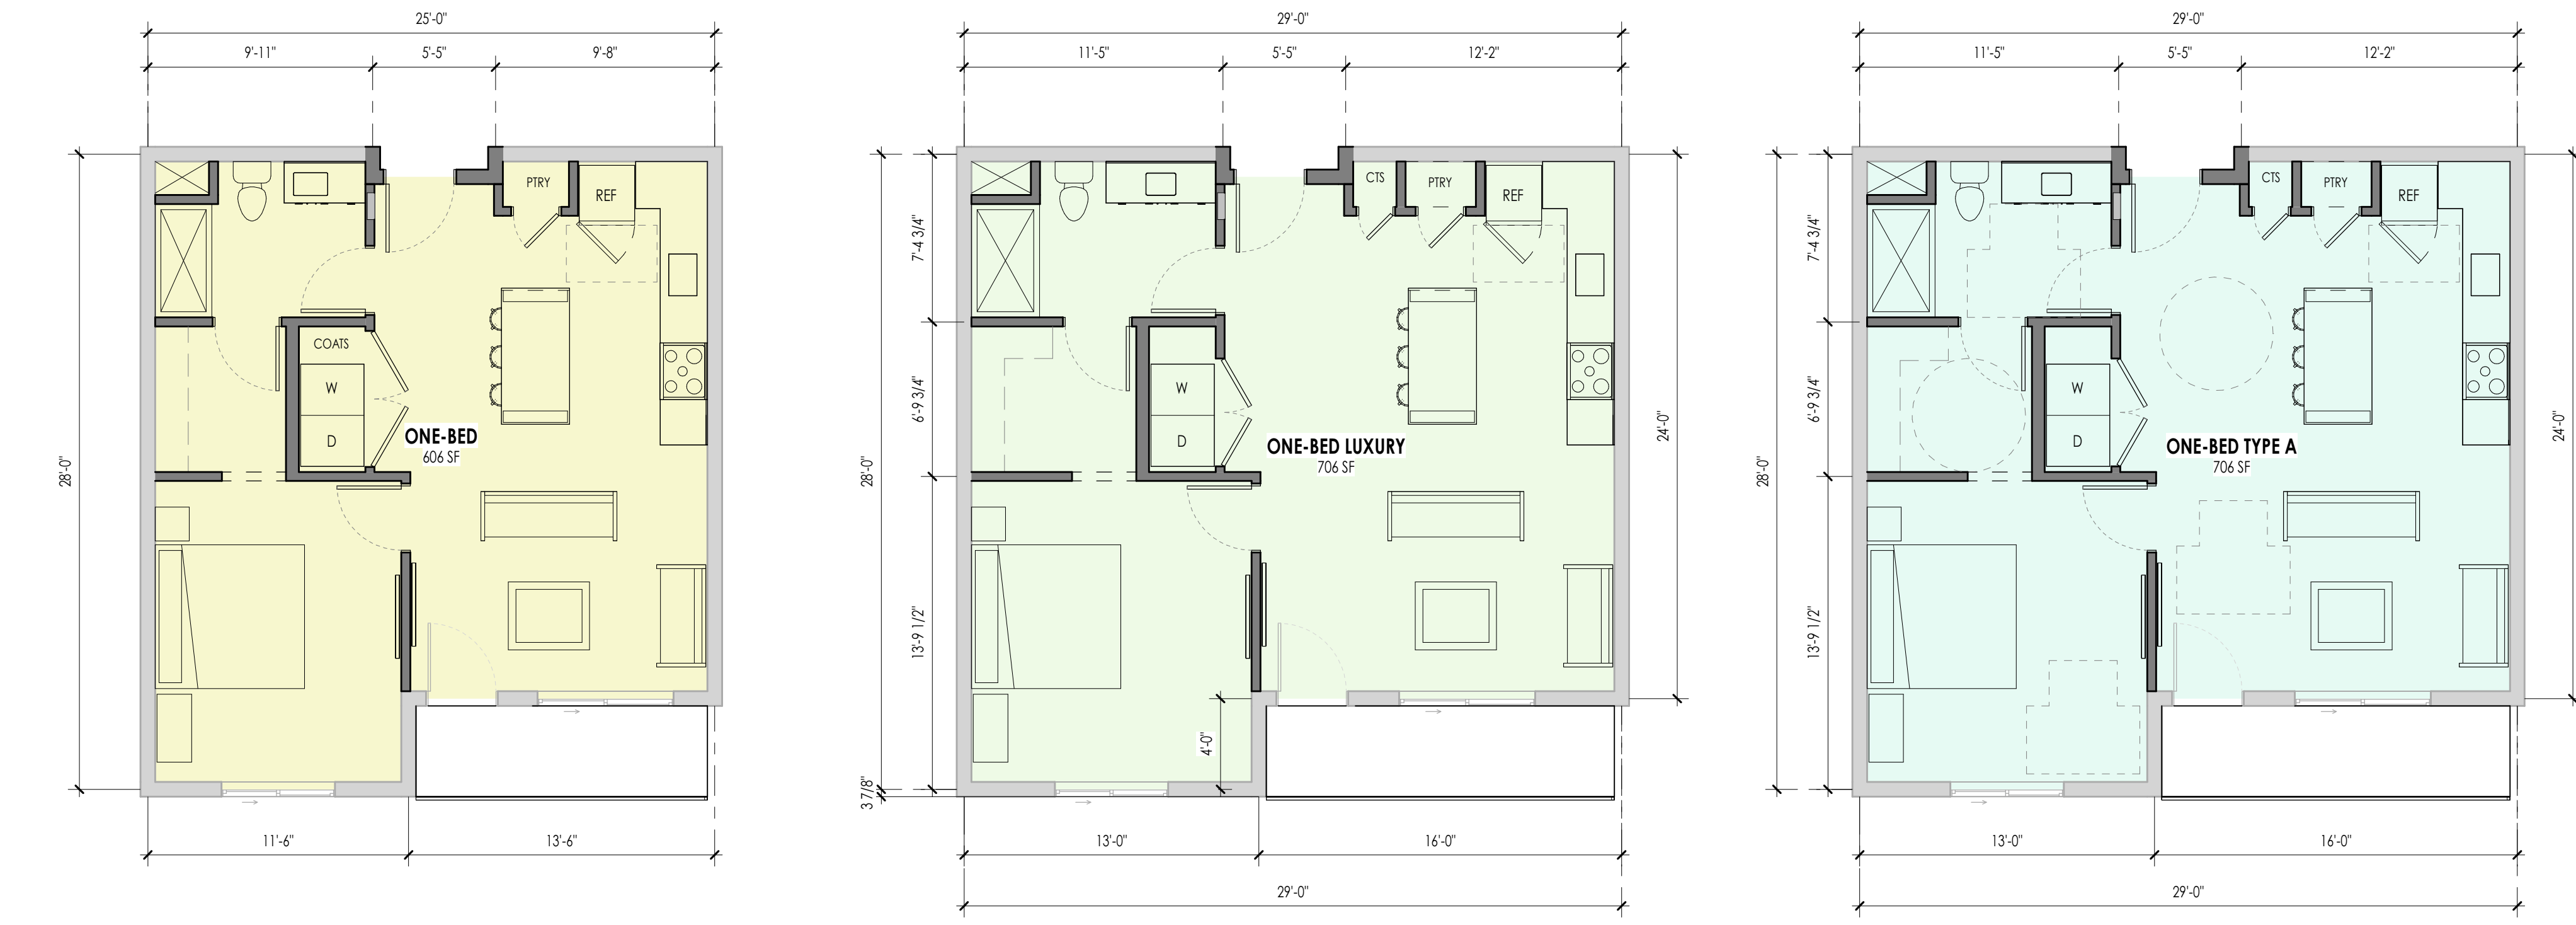 25'-0"
9'-11"
5'-5"
9'-8"
PTRY
REF
COATS
W
D
ONE-BED
606 SF
28'-0"
11'-6"
13'-6"
29'-0"
11'-5"
5'-5"
12'-2"
CTS
PTRY
REF
7'-4 3/4"
6'-9 3/4"
13'-9 1/2"
28'-0"
3 7/8"
24'-0"
W
D
ONE-BED LUXURY
706 SF
4'-0"
13'-0"
16'-0"
29'-0"
29'-0"
11'-5"
5'-5"
12'-2"
CTS
PTRY
REF
7'-4 3/4"
6'-9 3/4"
13'-9 1/2"
28'-0"
24'-0"
W
D
ONE-BED TYPE A
706 SF
13'-0"
16'-0"
29'-0"